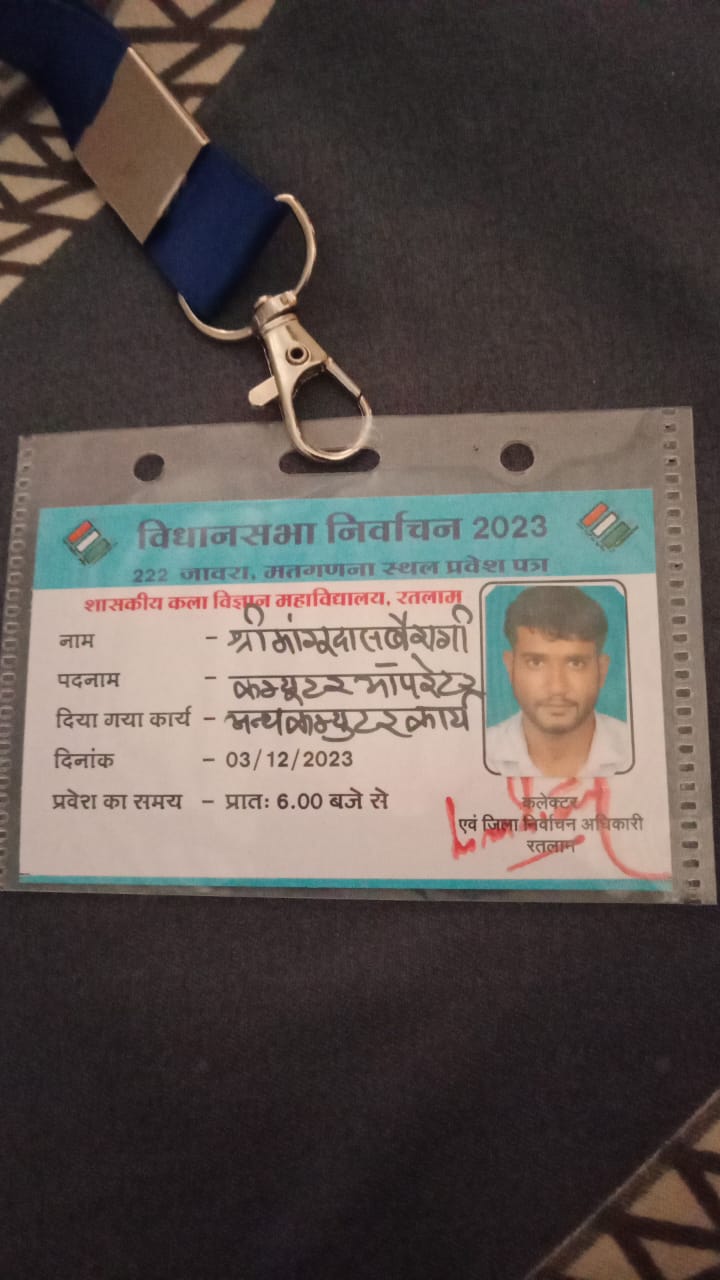 विधानसभा निर्वाचन 2023
222 जावरा, मतगणना स्थल प्रवेश पत्र
शासकीय कला विज्ञान महाविद्यालय, रतलाम
नाम - श्री मांगूदास बैरागी
पदनाम - कम्प्यूटर ऑपरेटर
दिया गया कार्य - अन्य कम्प्युटर कार्य
दिनांक - 03/12/2023
प्रवेश का समय - प्रातः 6.00 बजे से
कलेक्टर
एवं जिला निर्वाचन अधिकारी
रतलाम